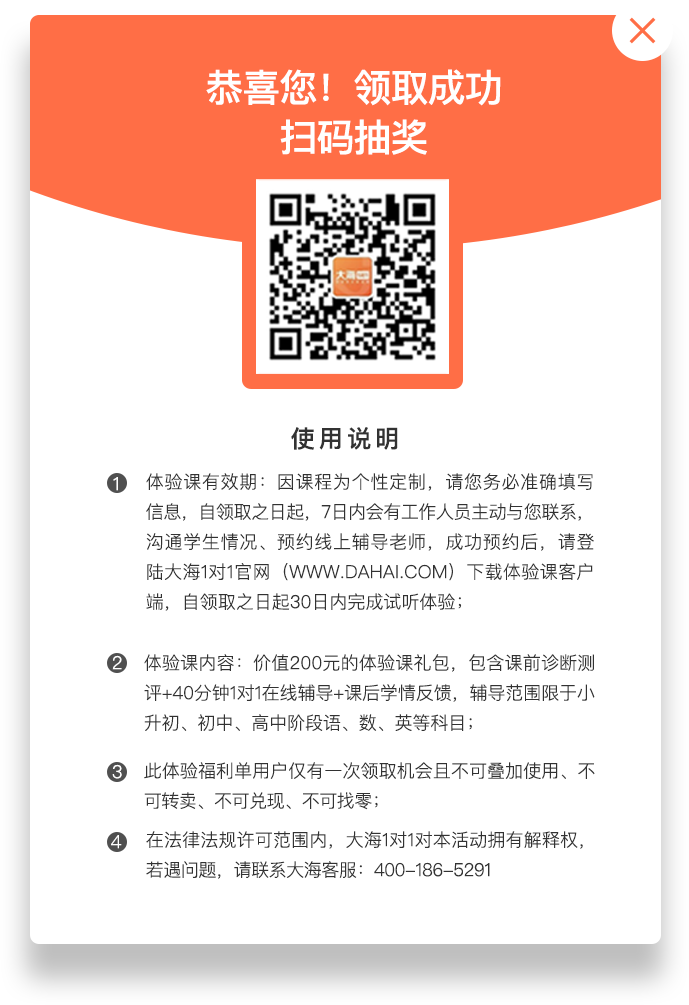 恭喜您！领取成功
扫码抽奖
大海
使用说明
1 体验课有效期：因课程为个性定制，请您务必准确填写
信息，自领取之日起，7日内会有工作人员主动与您联系，
沟通学生情况、预约线上辅导老师，成功预约后，请登
陆大海1对1官网（WWW.DAHAI.COM）下载体验课客户
端，自领取之日起30日内完成试听体验；
2 体验课内容：价值200元的体验课礼包，包含课前诊断测
评+40分钟1对1在线辅导+课后学情反馈，辅导范围限于小
升初、初中、高中阶段语、数、英等科目；
3 此体验福利单用户仅有一次领取机会且不可叠加使用、不
可转卖、不可兑现、不可找零；
4 在法律法规许可范围内，大海1对1对本活动拥有解释权，
若遇问题，请联系大海客服：400-186-5291